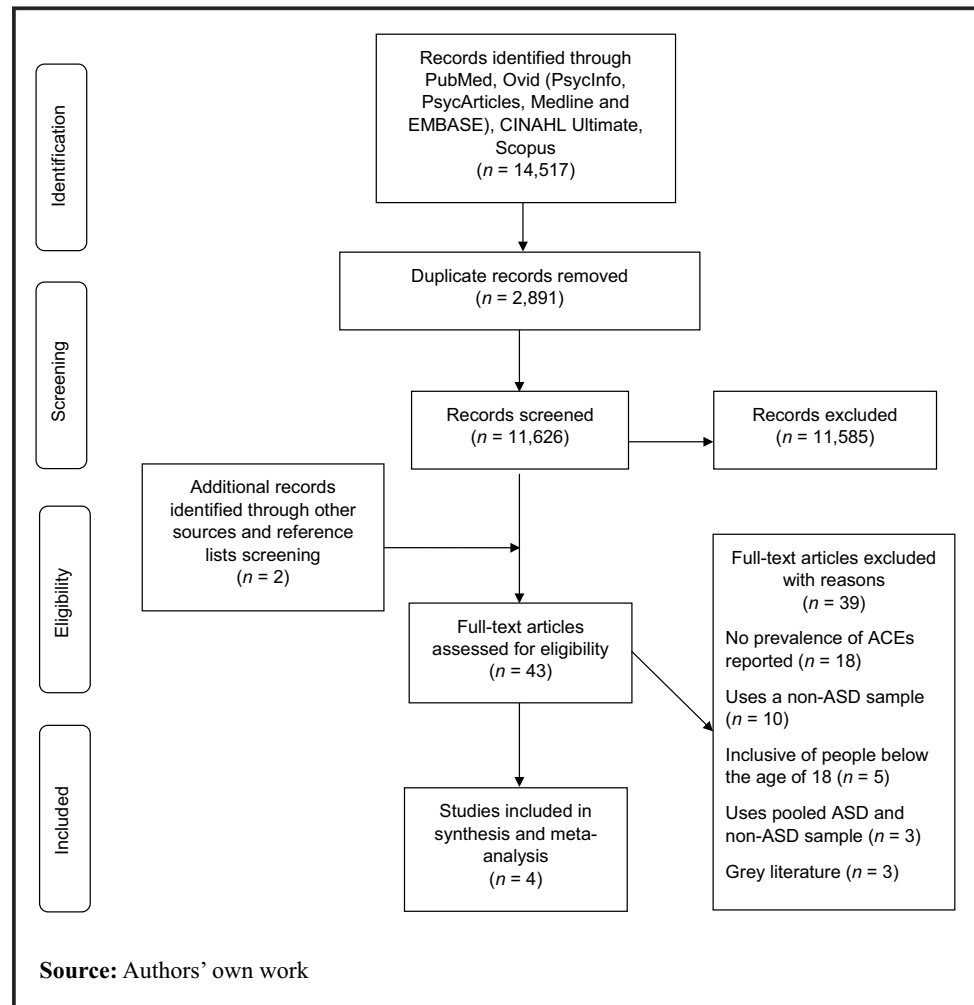 Identification
Records identified through
PubMed, Ovid (PsycInfo,
PsycArticles, Medline and
EMBASE), CINAHL Ultimate,
Scopus
(n = 14,517)
Duplicate records removed
(n = 2,891)
Screening
Records screened
(n = 11,626)
Records excluded
(n = 11,585)
Additional records
identified through other
sources and reference
lists screening
(n = 2)
Eligibility
Full-text articles
assessed for eligibility
(n = 43)
Full-text articles excluded
with reasons
(n = 39)
No prevalence of ACEs
reported (n = 18)
Uses a non-ASD sample
(n = 10)
Inclusive of people below
the age of 18 (n = 5)
Uses pooled ASD and
non-ASD sample (n = 3)
Grey literature (n = 3)
Included
Studies included in
synthesis and meta-
analysis
(n = 4)
Source: Authors' own work